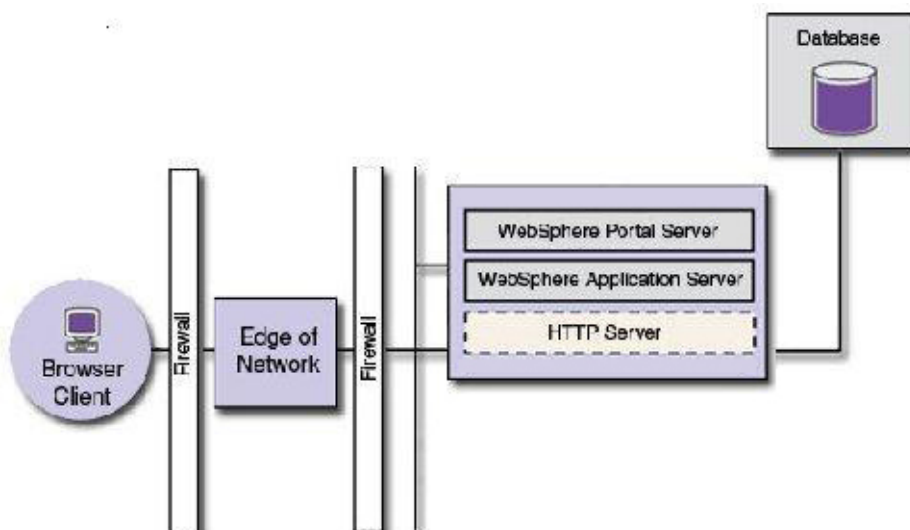 Database
WebSphere Portal Server
WebSphere Application Server
HTTP Server
Firewall
Edge of
Network
Firewall
Browser
Client